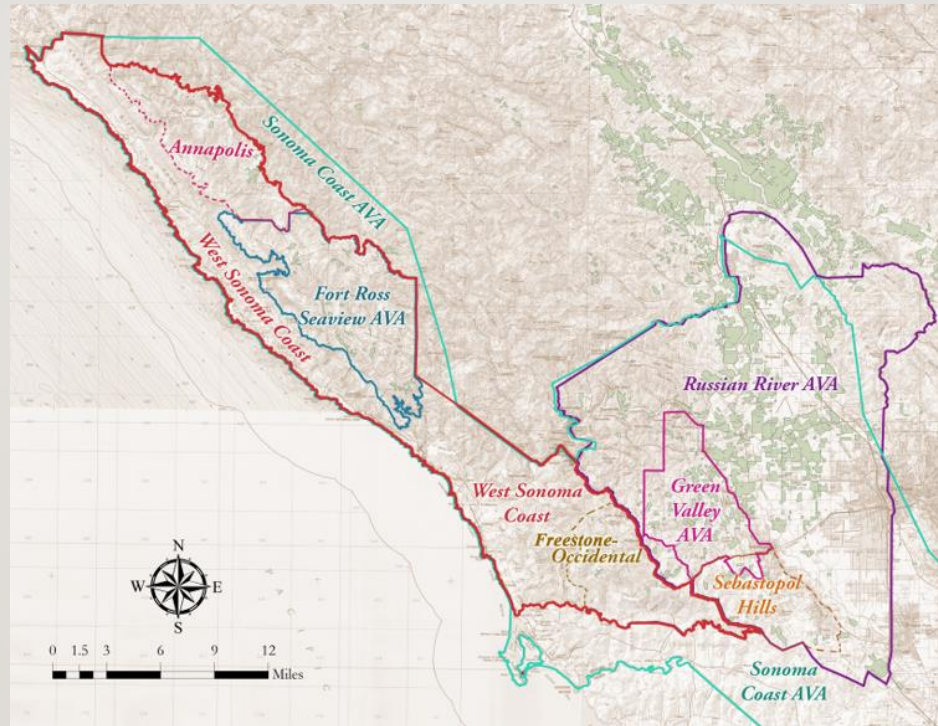 Annapolis
Sonoma Coast AVA
West Sonoma Coast
Fort Ross
Seaview AVA
Russian River AVA
West Sonoma
Coast
Green
Valley
AVA
Freestone-
Occidental
Sebastopol
Hills
Sonoma
Coast AVA
N
W E
S
0 1.5 3 6 9 12
Miles